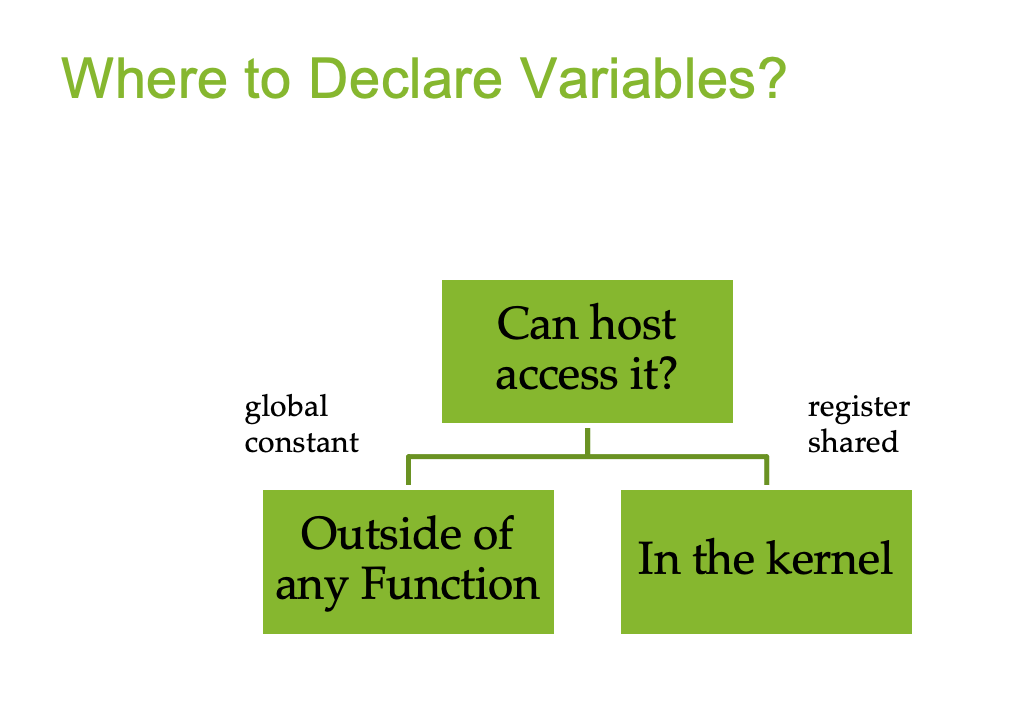 Where to Declare Variables?
Can host
access it?
global
constant
register
shared
Outside of
any Function
In the kernel